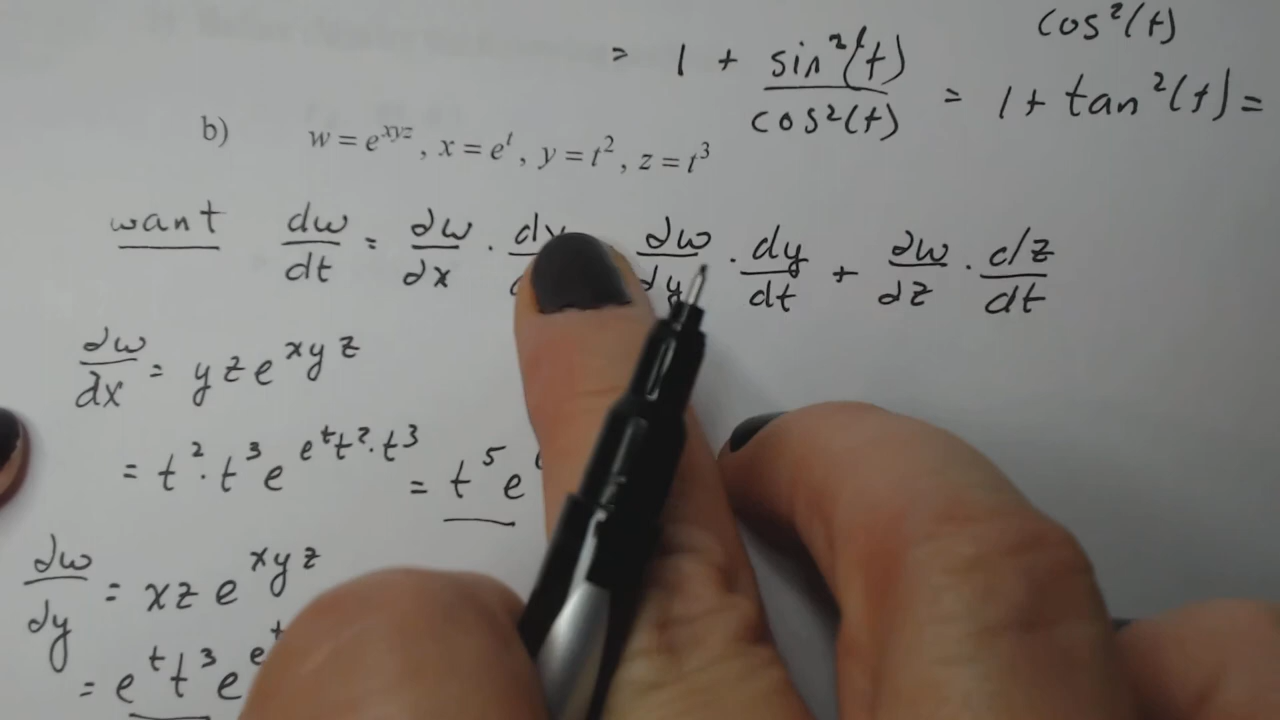 cos²(t)
= 1 + sin²(t)/cos²(t) = 1 + tan²(t) =
b) w = e^{xyz}, x = e^t, y = t², z = t³
want dw/dt = ∂w/∂x · ∂w/∂y · dy/dt + ∂w/∂z · dz/dt
∂w/∂x = yze^{xyz}
= t² · t³ e^{e^t t² · t³} = t⁵ e
∂w/∂y = xze^{xyz}
= e^t t³ e